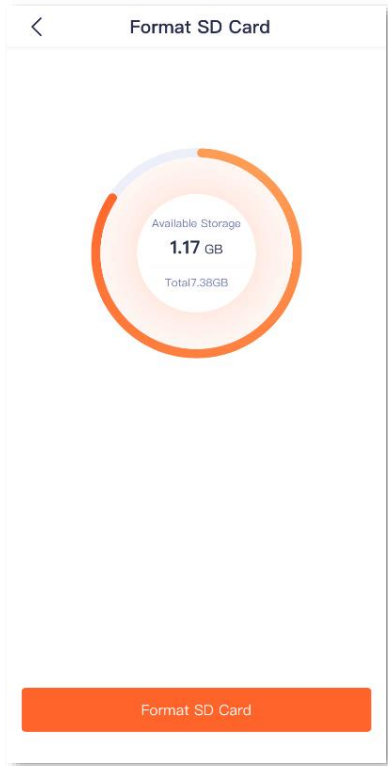 Format SD Card
Available Storage
1.17 GB
Total7.38GB
Format SD Card